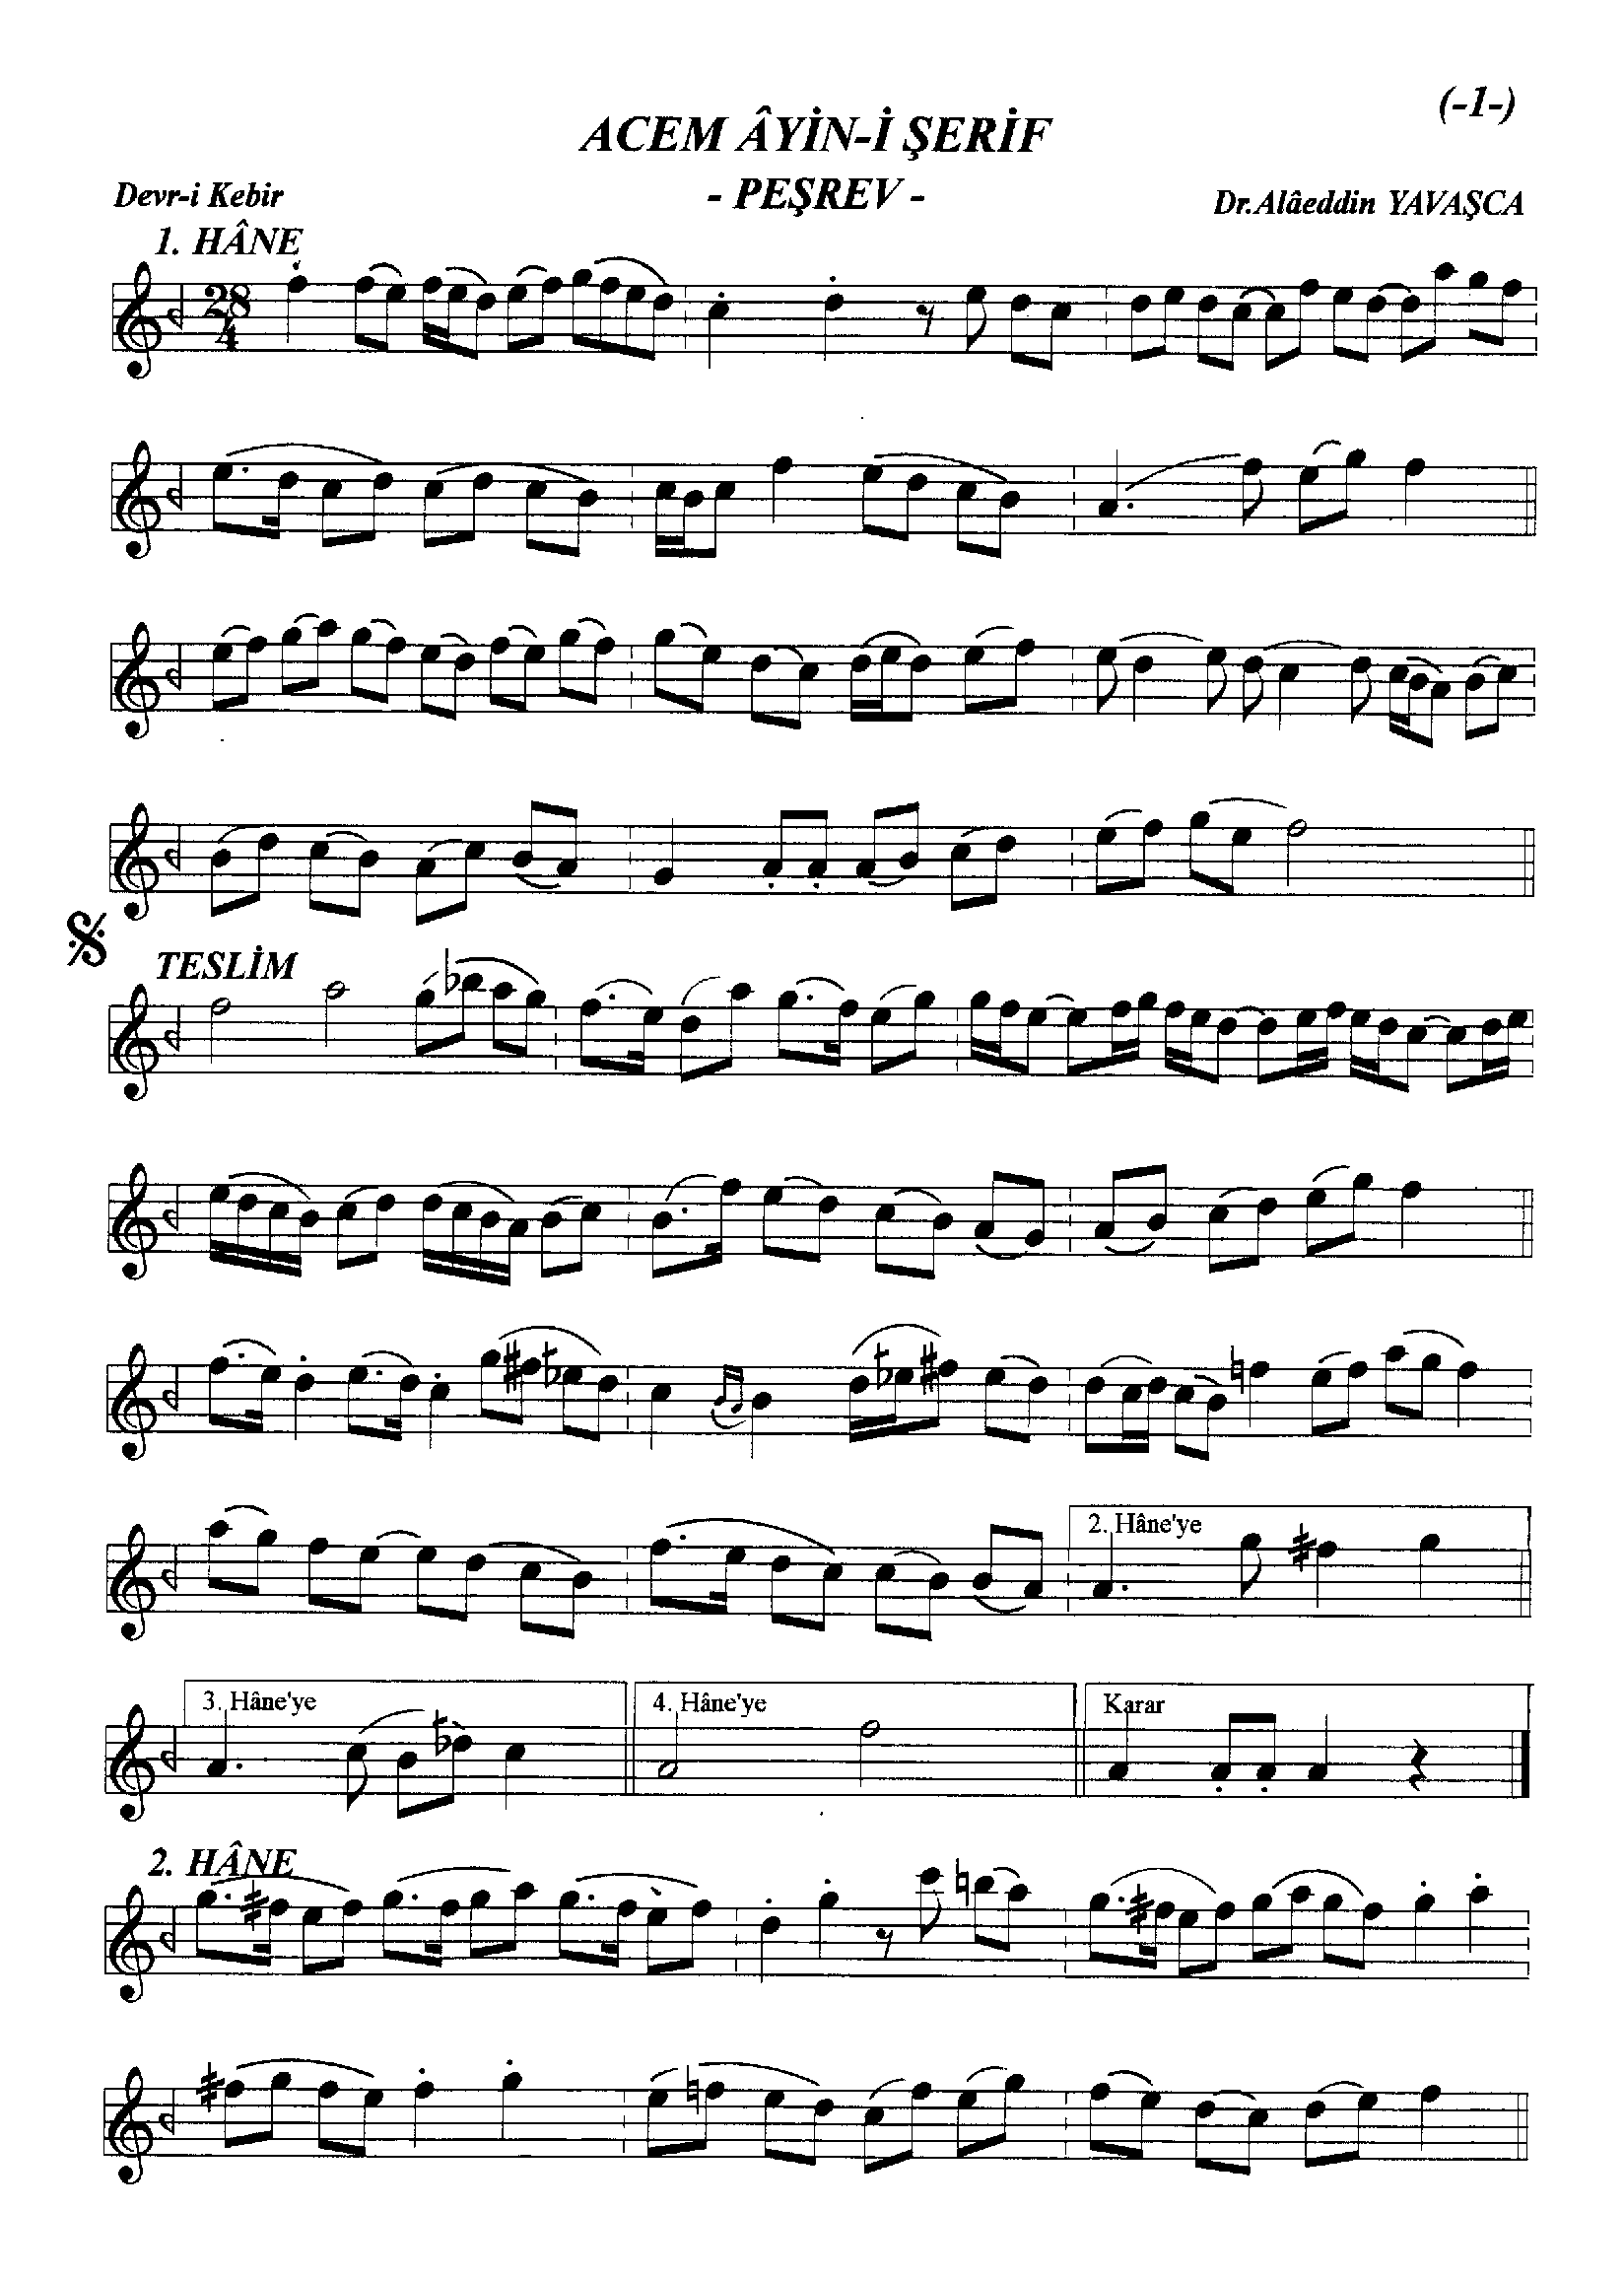 (-1-)
ACEM ÂYİN-İ ŞERİF
- PEŞREV -
Devr-i Kebir
Dr.Alâeddin YAVAŞCA
1. HÂNE
28
4
TESLİM
2. Hâne'ye
3. Hâne'ye
4. Hâne'ye
Karar
2. HÂNE